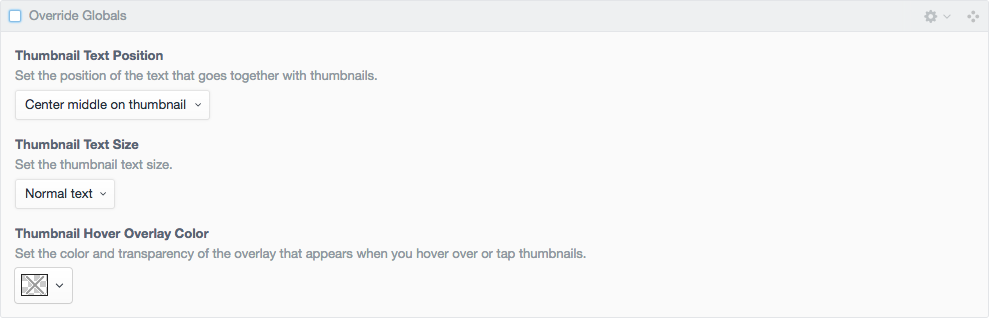 Override Globals
Thumbnail Text Position
Set the position of the text that goes together with thumbnails.
Center middle on thumbnail
Thumbnail Text Size
Set the thumbnail text size.
Normal text
Thumbnail Hover Overlay Color
Set the color and transparency of the overlay that appears when you hover over or tap thumbnails.